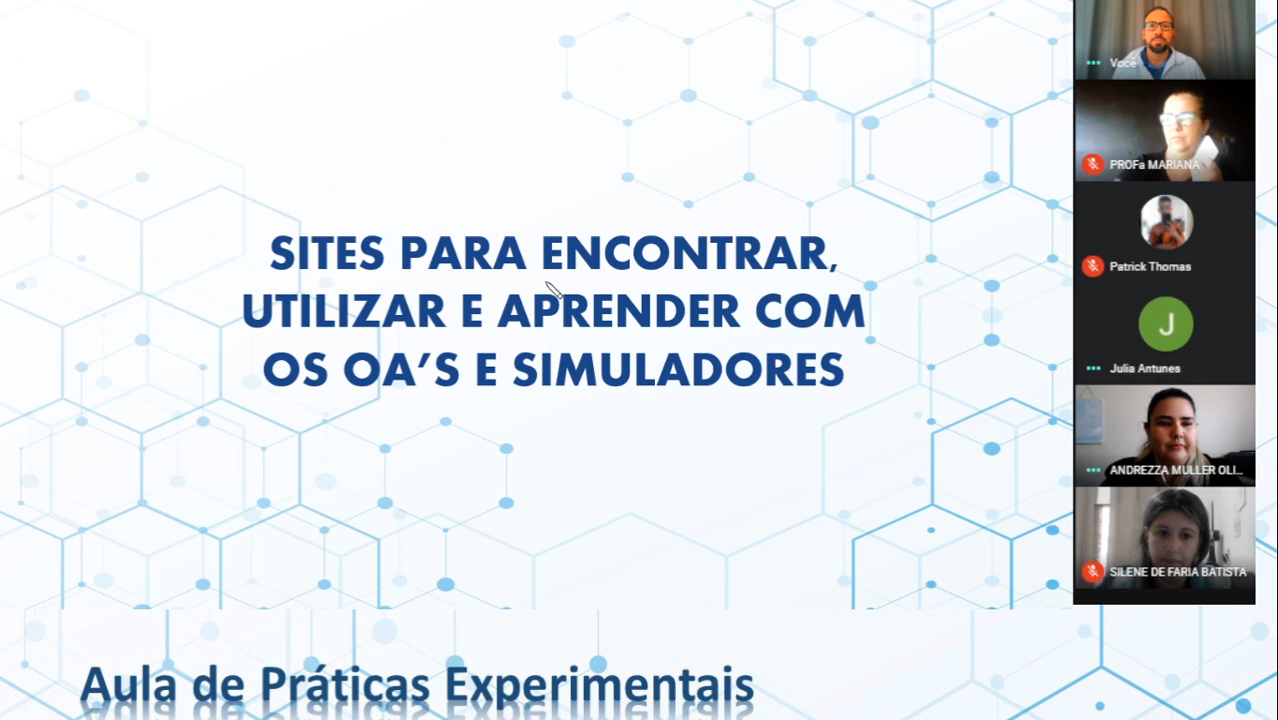 SITES PARA ENCONTRAR,
UTILIZAR E APRENDER COM
OS OA'S E SIMULADORES
Aula de Práticas Experimentais
Você
PROFa MARIANA
Patrick Thomas
J
Julia Antunes
ANDREZZA MULLER OLI...
SILENE DE FARIA BATISTA